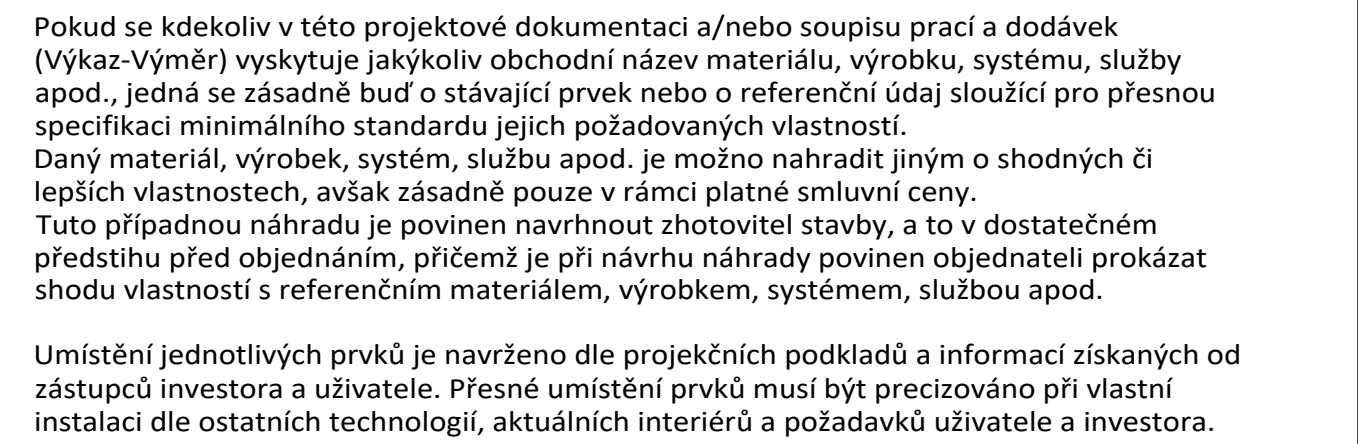 Pokud se kdekoliv v této projektové dokumentaci a/nebo soupisu prací a dodávek
(Výkaz-Výměr) vyskytuje jakýkoliv obchodní název materiálu, výrobku, systému, služby
apod., jedná se zásadně buď o stávající prvek nebo o referenční údaj sloužící pro přesnou
specifikaci minimálního standardu jejich požadovaných vlastností.
Daný materiál, výrobek, systém, službu apod. je možno nahradit jiným o shodných či
lepších vlastnostech, avšak zásadně pouze v rámci platné smluvní ceny.
Tuto případnou náhradu je povinen navrhnout zhotovitel stavby, a to v dostatečném
předstihu před objednáním, přičemž je při návrhu náhrady povinen objednateli prokázat
shodu vlastností s referenčním materiálem, výrobkem, systémem, službou apod.
Umístění jednotlivých prvků je navrženo dle projekčních podkladů a informací získaných od
zástupců investora a uživatele. Přesné umístění prvků musí být precizováno při vlastní
instalaci dle ostatních technologií, aktuálních interiérů a požadavků uživatele a investora.